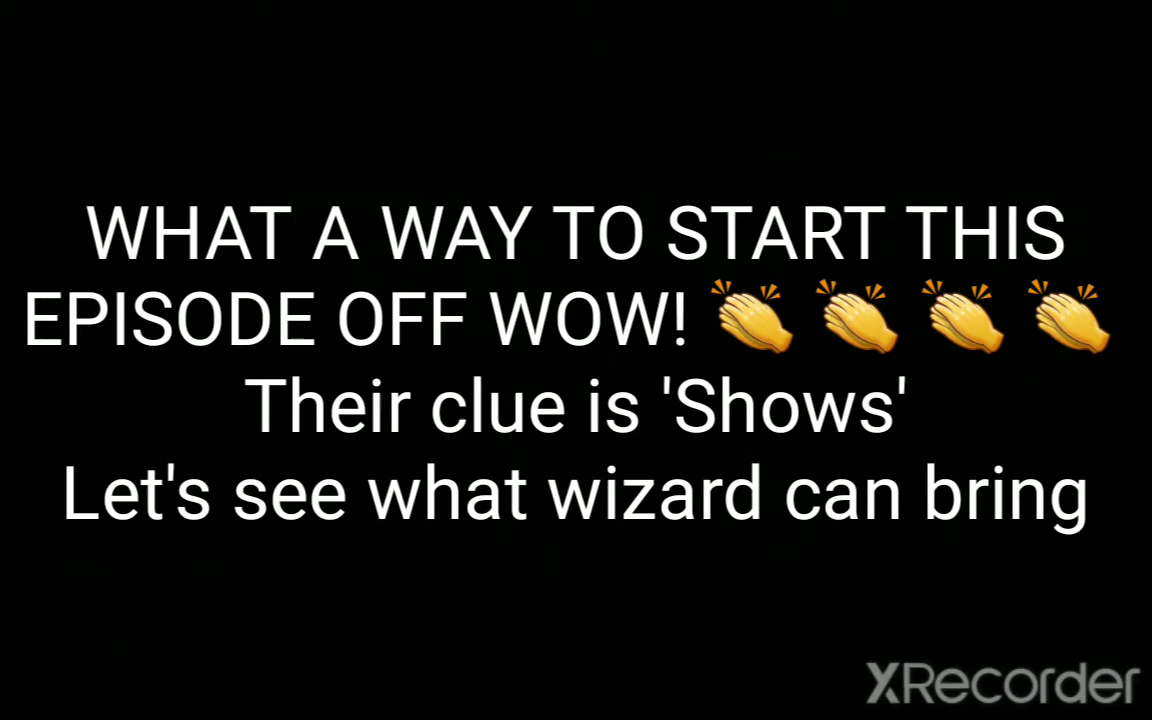 WHAT A WAY TO START THIS
EPISODE OFF WOW! 👏 👏 👏 👏
Their clue is 'Shows'
Let's see what wizard can bring
XRecorder